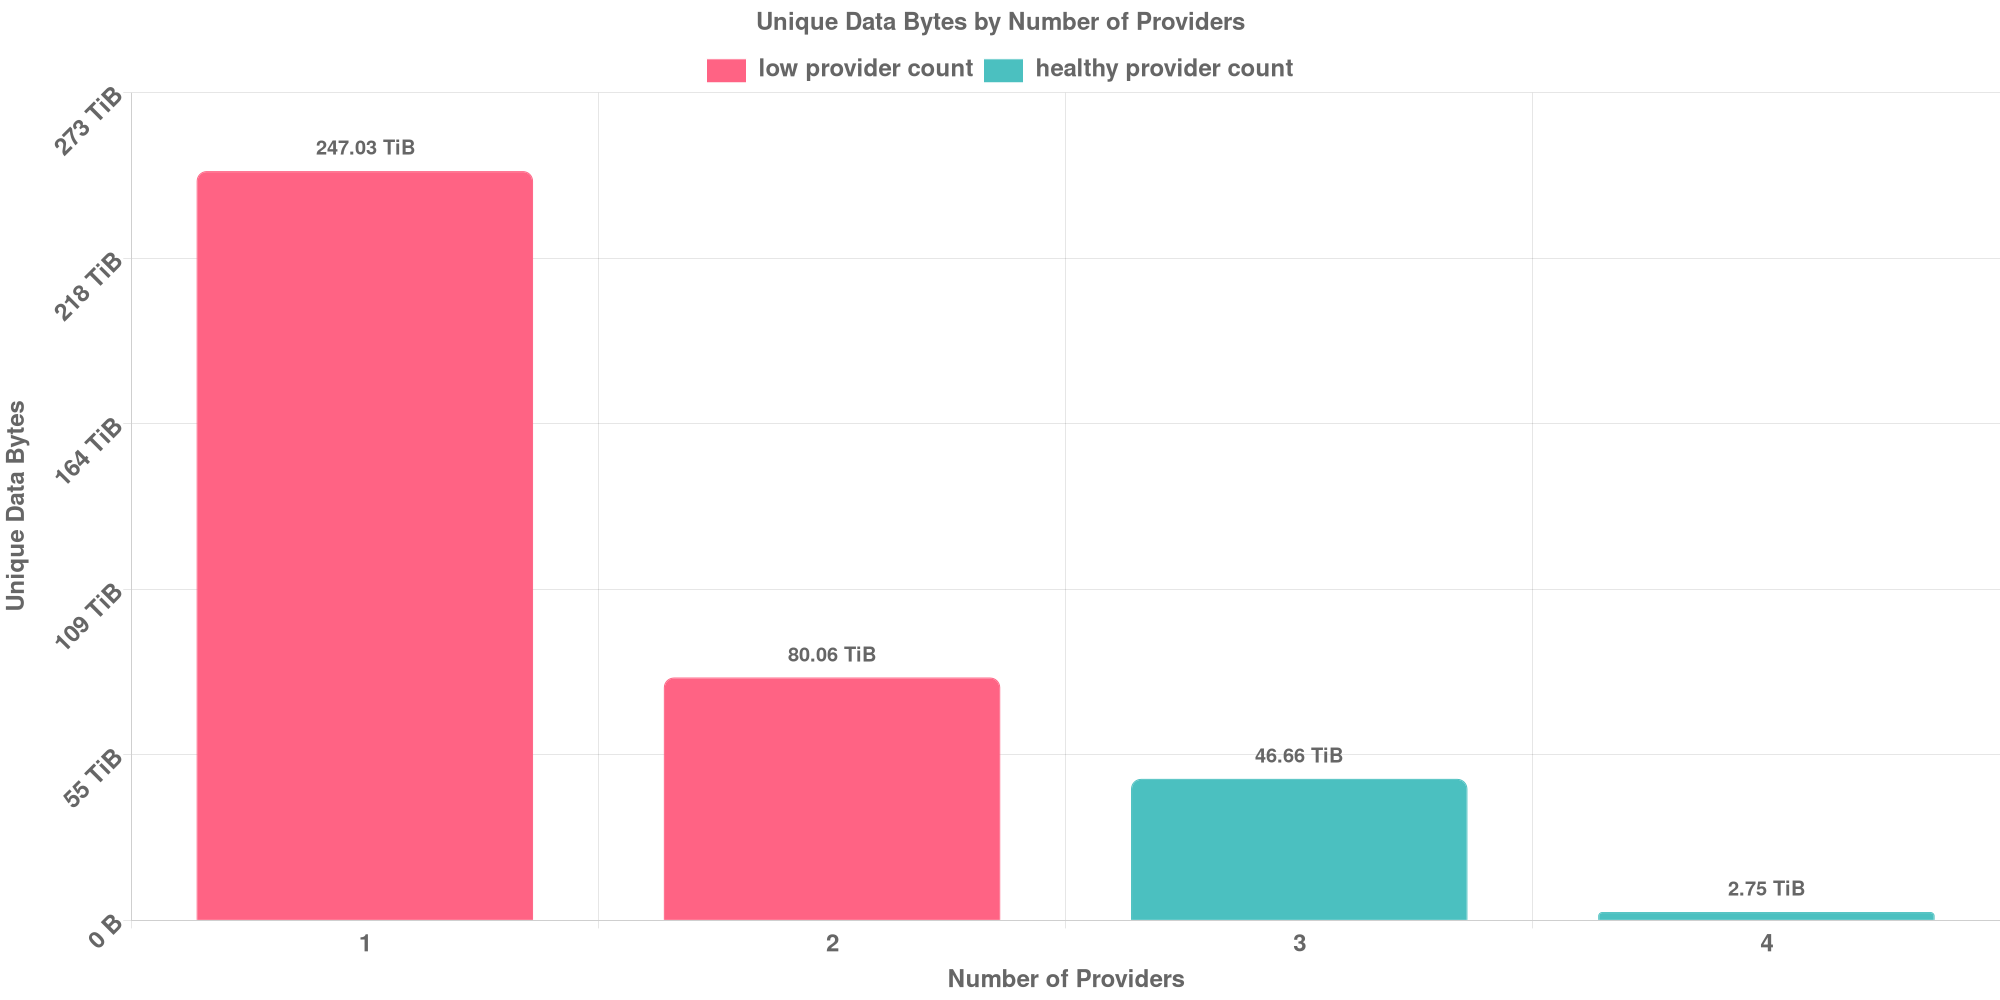 Unique Data Bytes by Number of Providers
low provider count
healthy provider count
273 TiB
218 TiB
164 TiB
109 TiB
55 TiB
0 B
Unique Data Bytes
247.03 TiB
80.06 TiB
46.66 TiB
2.75 TiB
1
2
3
4
Number of Providers